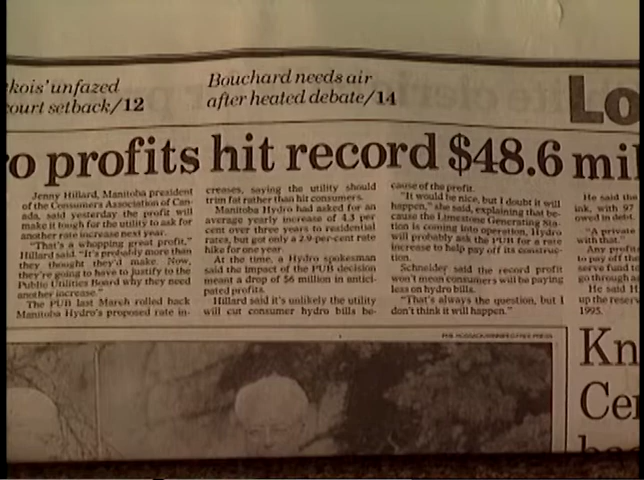 kois' unfazed
court setback/12
Bouchard needs air
after heated debate/14
Lo
o profits hit record $48.6 mil
Jenny Hillard, Manitoba president
of the Consumers Association of Can-
ada, said yesterday the profit will
make it tough for the utility to ask for
another rate increase next year.
"That's a whopping great profit,"
Hillard said. "It's probably more than
they thought they'd make. Now,
they're going to have to justify to the
Public Utilities Board why they need
another increase."
The PUB last March rolled back
Manitoba Hydro's proposed rate in-
creases, saying the utility should
trim fat rather than hit consumers.
Manitoba Hydro had asked for an
average yearly increase of 4.3 per
cent over three years to residential
rates, but got only a 2.9-per-cent rate
hike for one year.
At the time, a Hydro spokesman
said the impact of the PUB decision
meant a drop of $6 million in antici-
pated profits.
Hillard said it's unlikely the utility
will cut consumer hydro bills be-
cause of the profit.
"It would be nice, but I doubt it will
happen," she said, explaining that be-
cause the Limestone Generating Sta-
tion is coming into operation, Hydro
will probably ask the PUB for a rate
increase to help pay off its construc-
tion.
Schneider said the record profit
won't mean consumers will be paying
less on hydro bills.
"That's always the question, but I
don't think it will happen."
He said the
ink, with 97
owed in debt.
"A private
with that."
Any profit
to pay off the
serve fund t
go through as
He said H
up the reser
1995.
Kn
Cer